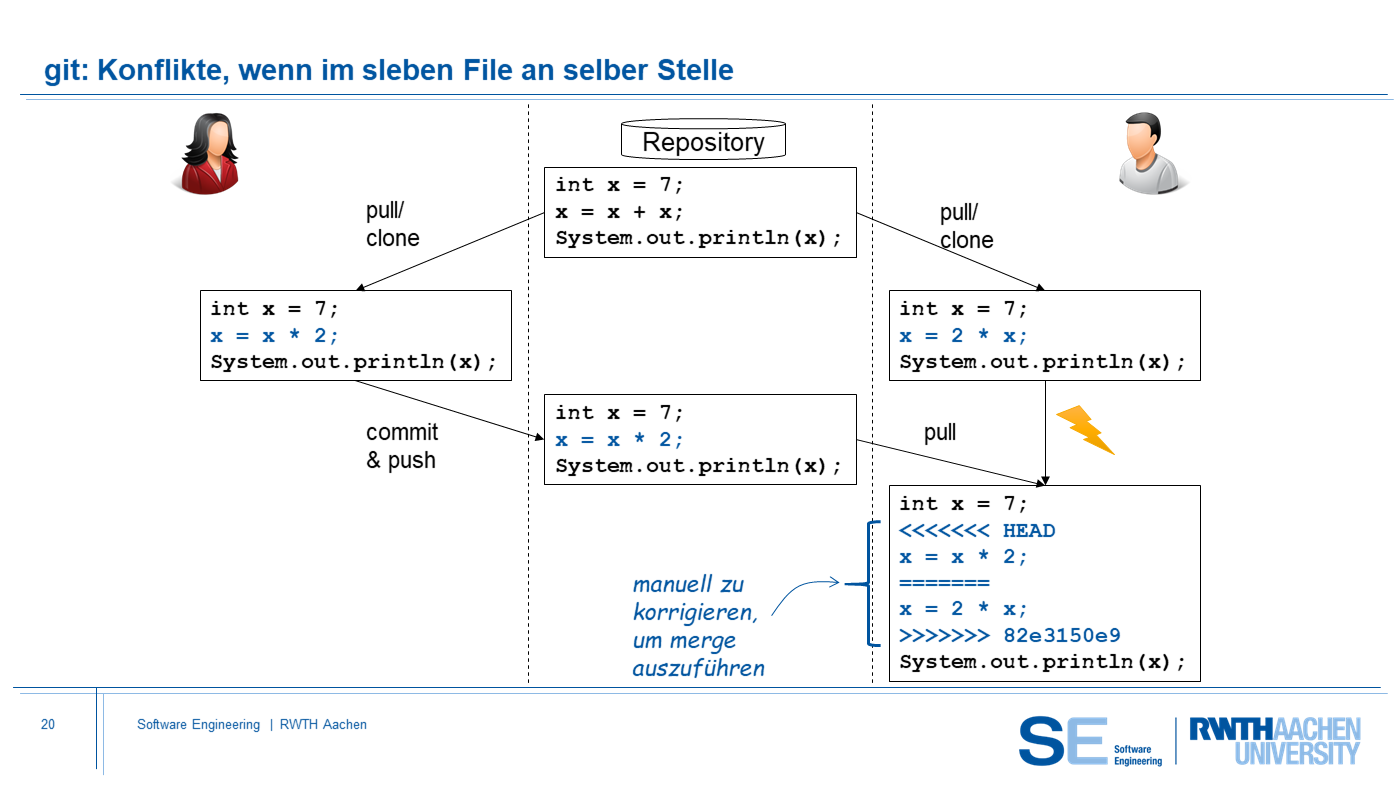 git: Konflikte, wenn im sleben File an selber Stelle
Repository
int x = 7;
x = x + x;
System.out.println(x);
pull/
clone
pull/
clone
int x = 7;
x = x * 2;
System.out.println(x);
int x = 7;
x = 2 * x;
System.out.println(x);
commit
& push
int x = 7;
x = x * 2;
System.out.println(x);
pull
int x = 7;
<<<<<<< HEAD
x = x * 2;
=======
x = 2 * x;
>>>>>>> 82e3150e9
System.out.println(x);
manuell zu
korrigieren,
um merge
auszuführen
20
Software Engineering | RWTH Aachen
SE Software
Engineering
RWTHAACHEN
UNIVERSITY